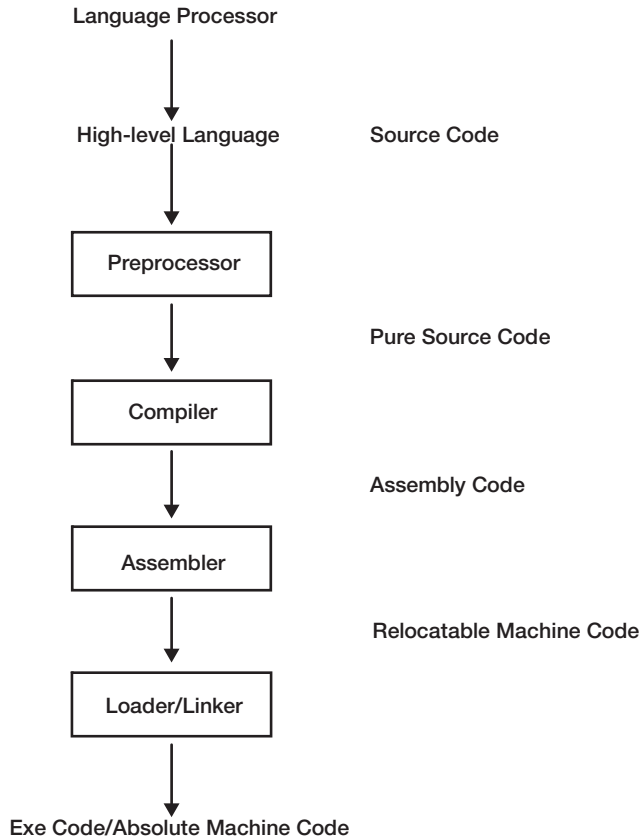 Language Processor
High-level Language
Source Code
Preprocessor
Pure Source Code
Compiler
Assembly Code
Assembler
Relocatable Machine Code
Loader/Linker
Exe Code/Absolute Machine Code